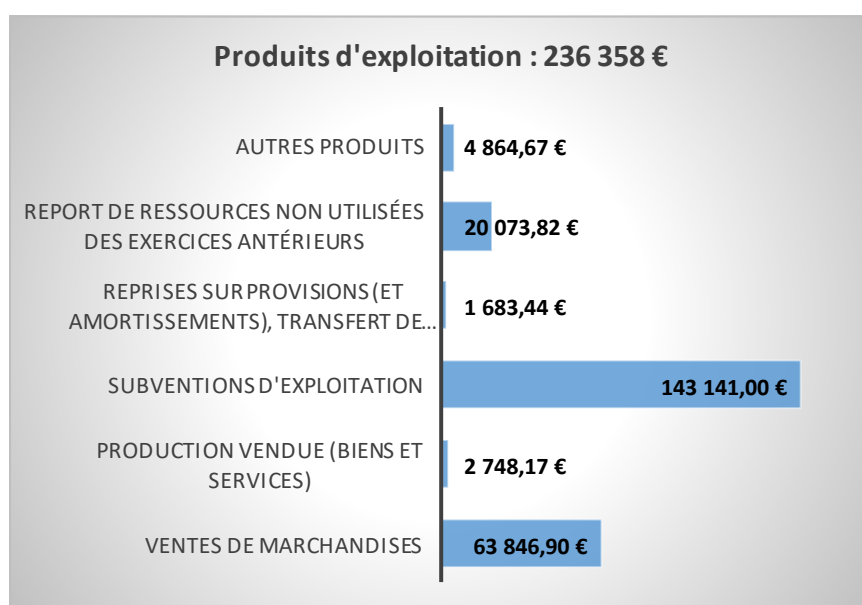 Produits d'exploitation : 236 358 €
AUTRES PRODUITS
4 864,67 €
REPORT DE RESSOURCES NON UTILISÉES
DES EXERCICES ANTÉRIEURS
20 073,82 €
REPRISES SUR PROVISIONS (ET
AMORTISSEMENTS), TRANSFERT DE...
1 683,44 €
SUBVENTIONS D'EXPLOITATION
143 141,00 €
PRODUCTION VENDUE (BIENS ET
SERVICES)
2 748,17 €
VENTES DE MARCHANDISES
63 846,90 €